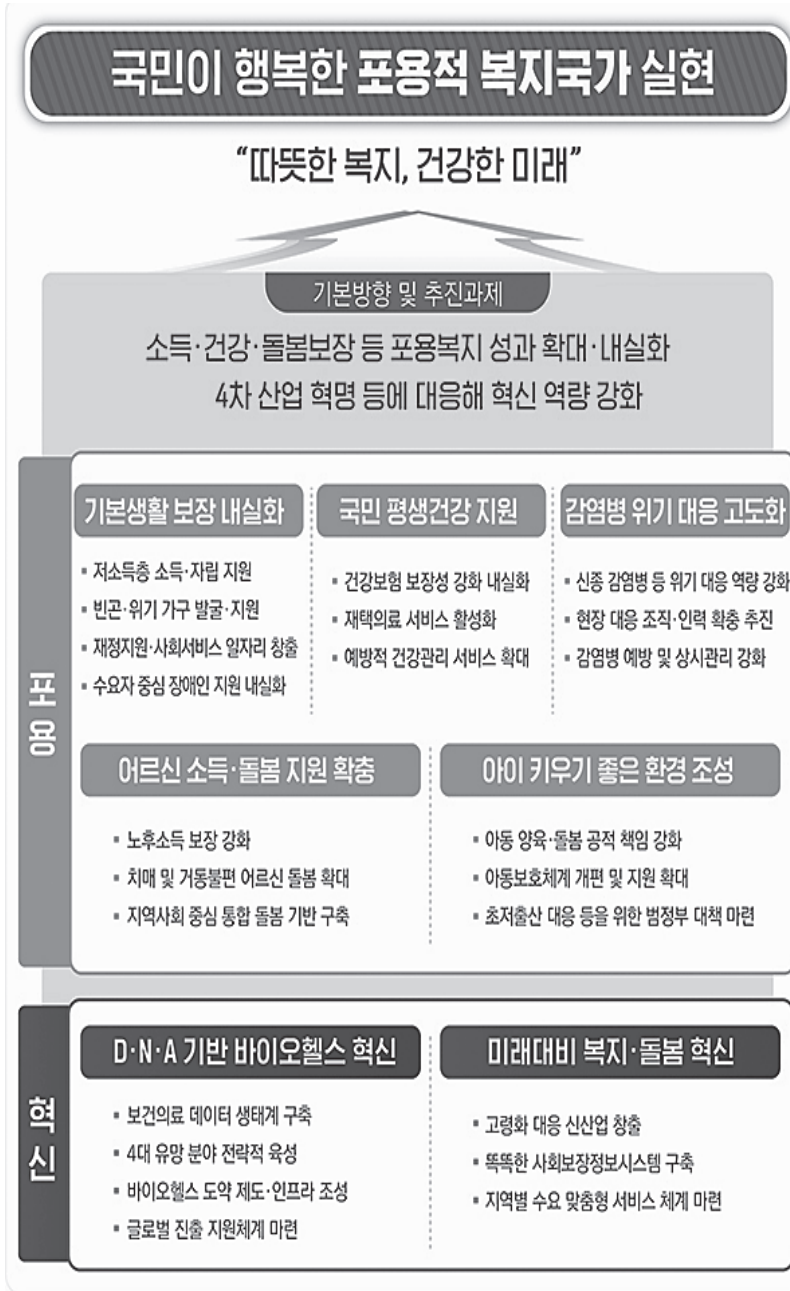 국민이 행복한 포용적 복지국가 실현
“따뜻한 복지, 건강한 미래”
기본방향 및 추진과제
소득·건강·돌봄보장 등 포용복지 성과 확대·내실화
4차 산업 혁명 등에 대응해 혁신 역량 강화
포용
기본생활 보장 내실화
▪ 저소득층 소득·자립 지원
▪ 빈곤·위기 가구 발굴·지원
▪ 재정지원·사회서비스 일자리 창출
▪ 수요자 중심 장애인 지원 내실화
국민 평생건강 지원
▪ 건강보험 보장성 강화 내실화
▪ 재택의료 서비스 활성화
▪ 예방적 건강관리 서비스 확대
감염병 위기 대응 고도화
▪ 신종 감염병 등 위기 대응 역량 강화
▪ 현장 대응 조직·인력 확충 추진
▪ 감염병 예방 및 상시관리 강화
어르신 소득·돌봄 지원 확충
▪ 노후소득 보장 강화
▪ 치매 및 거동불편 어르신 돌봄 확대
▪ 지역사회 중심 통합 돌봄 기반 구축
아이 키우기 좋은 환경 조성
▪ 아동 양육·돌봄 공적 책임 강화
▪ 아동보호체계 개편 및 지원 확대
▪ 초저출산 대응 등을 위한 범정부 대책 마련
혁신
D·N·A 기반 바이오헬스 혁신
▪ 보건의료 데이터 생태계 구축
▪ 4대 유망 분야 전략적 육성
▪ 바이오헬스 도약 제도·인프라 조성
▪ 글로벌 진출 지원체계 마련
미래대비 복지·돌봄 혁신
▪ 고령화 대응 신산업 창출
▪ 똑똑한 사회보장정보시스템 구축
▪ 지역별 수요 맞춤형 서비스 체계 마련